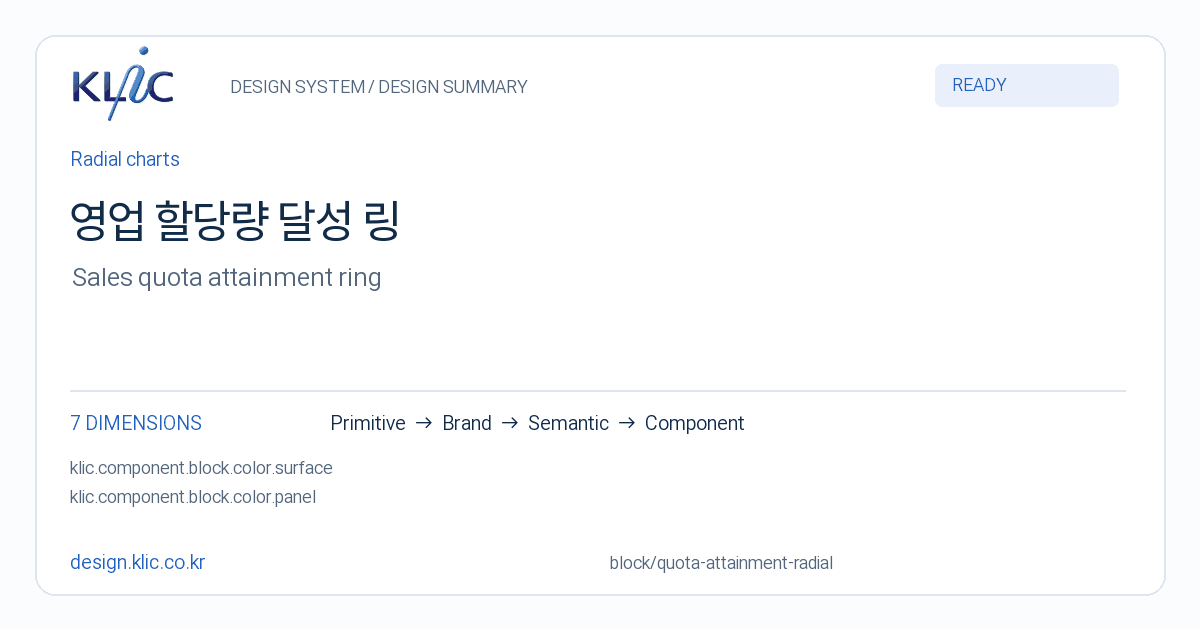 KLIC
DESIGN SYSTEM / DESIGN SUMMARY
READY
Radial charts
영업 할당량 달성 링
Sales quota attainment ring
7 DIMENSIONS
Primitive → Brand → Semantic → Component
klic.component.block.color.surface
klic.component.block.color.panel
design.klic.co.kr
block/quota-attainment-radial